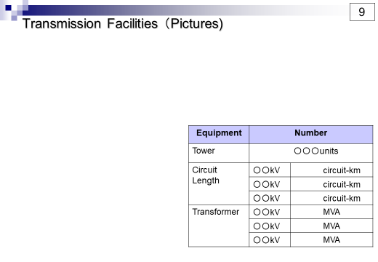 9
Transmission Facilities（Pictures)
Equipment Number
Tower 〇〇〇units
Circuit Length 〇〇kV circuit-km
〇〇kV circuit-km
〇〇kV circuit-km
Transformer 〇〇kV MVA
〇〇kV MVA
〇〇kV MVA